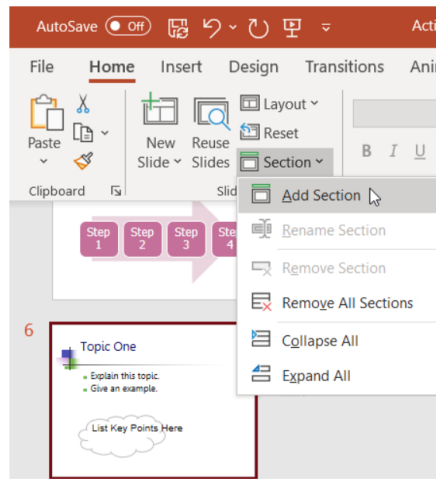 AutoSave Off Acti
File Home Insert Design Transitions Ani
Paste
New Slide
Reuse Slides
Layout
Reset
Section
B I U
Clipboard Slid
Add Section
Rename Section
Remove Section
Remove All Sections
Collapse All
Expand All
Step 1
Step 2
Step 3
Ste 4
6
Topic One
Explain this topic.
Give an example.
List Key Points Here